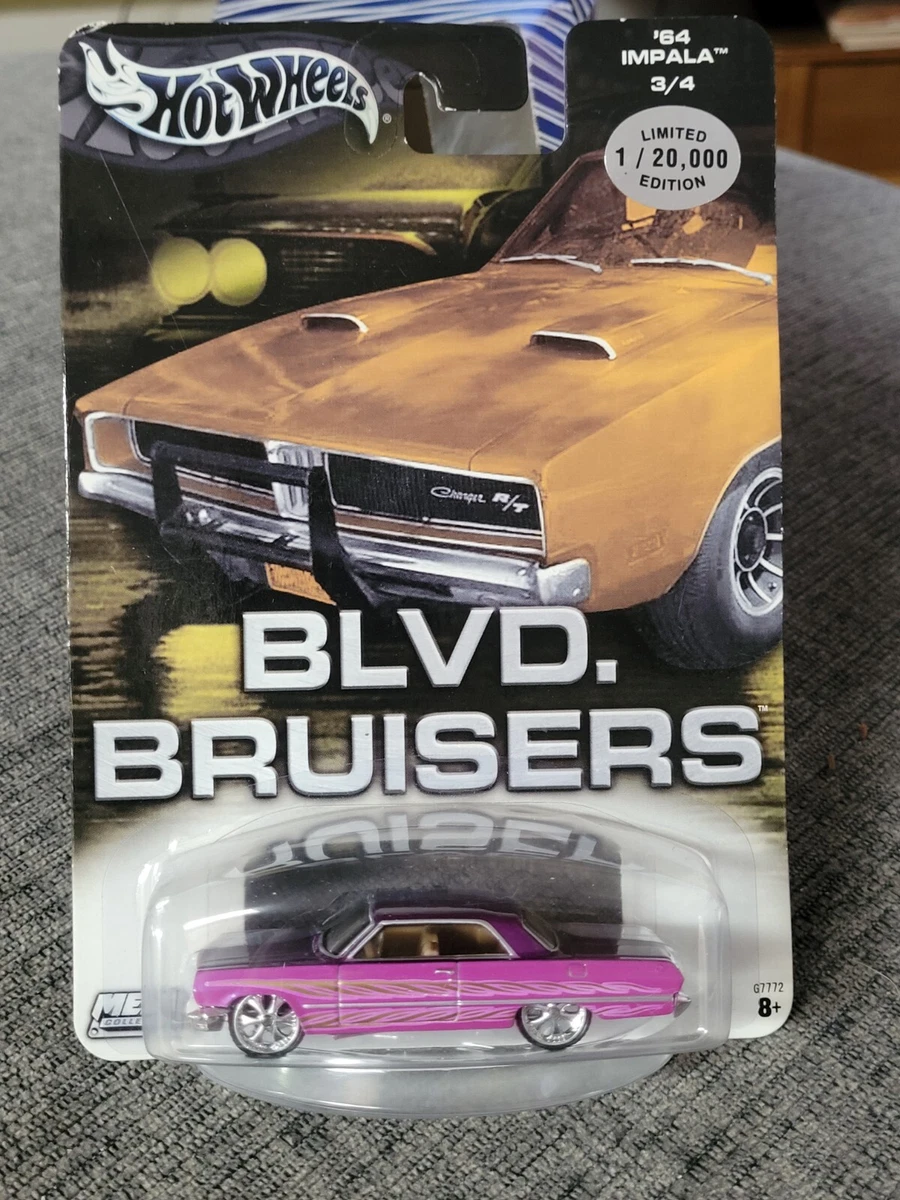 HOT WHEELS®
'64
IMPALA™
3/4
LIMITED
1 / 20,000
EDITION
Charger R/T
BLVD.
BRUISERS™
G7772
8+